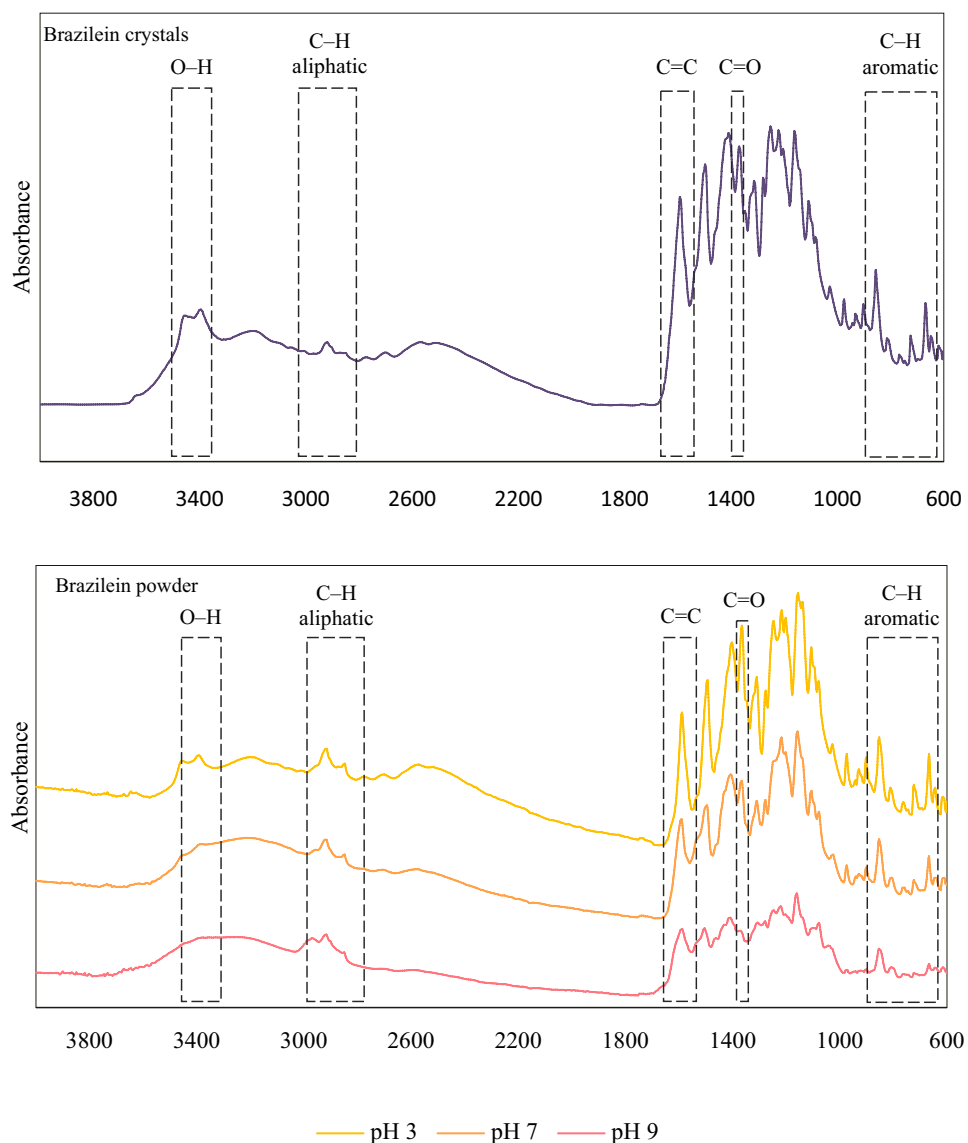 Brazilein crystals
O–H
C–H
aliphatic
C=C
C=O
C–H
aromatic
Absorbance
3800 3400 3000 2600 2200 1800 1400 1000 600
Brazilein powder
O–H
C–H
aliphatic
C=C
C=O
C–H
aromatic
Absorbance
3800 3400 3000 2600 2200 1800 1400 1000 600
pH 3 pH 7 pH 9